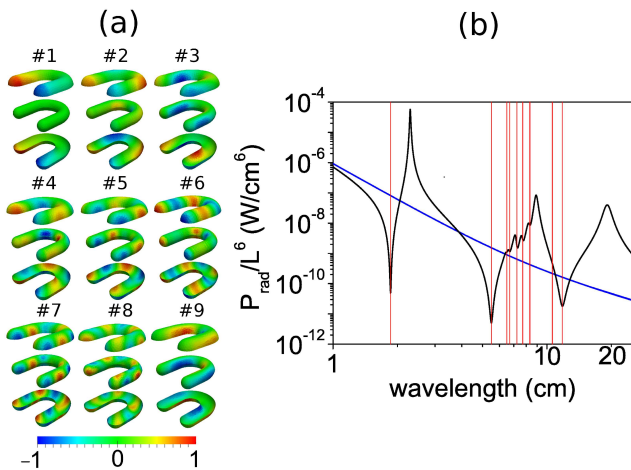 (a)
(b)
#1 #2 #3
#4 #5 #6
#7 #8 #9
−1 0 1
P_rad/L^6 (W/cm^6)
10^-4
10^-6
10^-8
10^-10
10^-12
1 10 20
wavelength (cm)